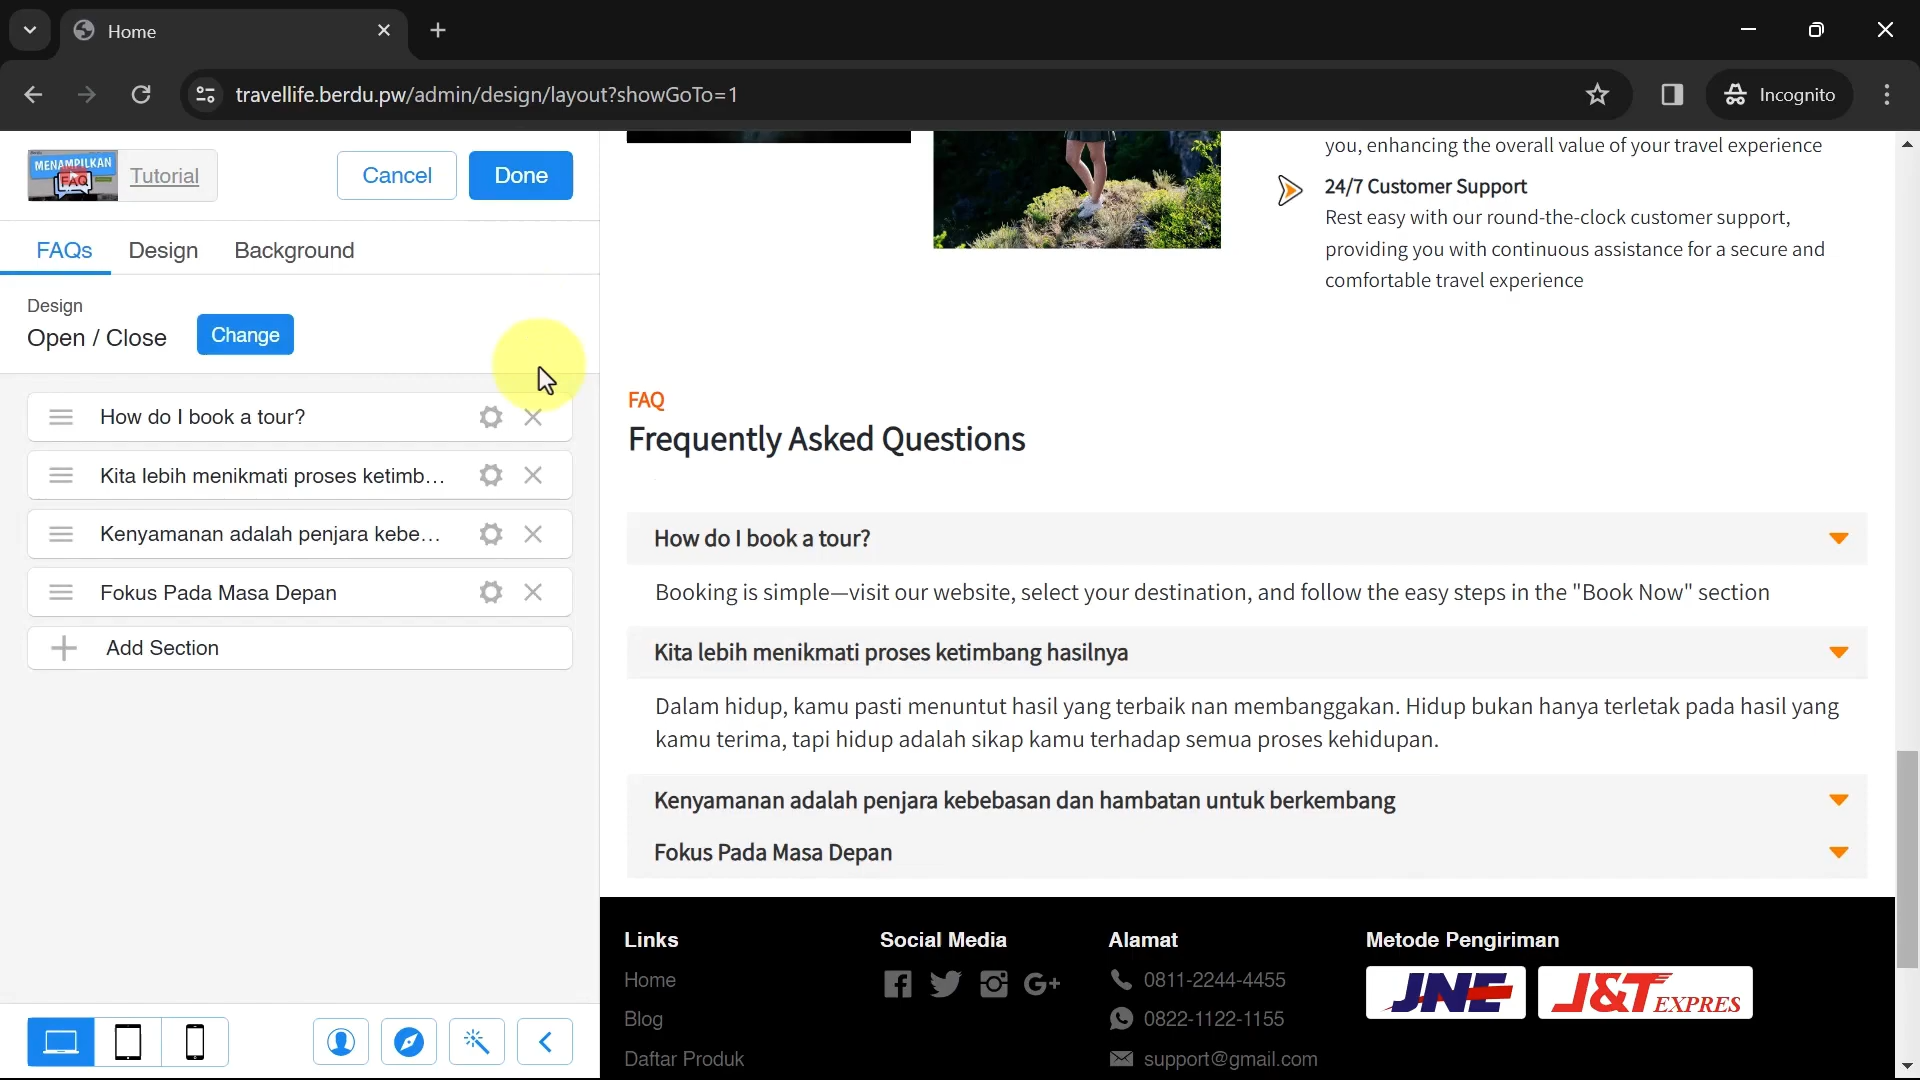 Home
travellife.berdu.pw/admin/design/layout?showGoTo=1
Incognito
MENAMPILKAN
FAQ
Tutorial
Cancel
Done
FAQs
Design
Background
Design
Open / Close
Change
How do I book a tour?
Kita lebih menikmati proses ketimb...
Kenyamanan adalah penjara kebe...
Fokus Pada Masa Depan
Add Section
you, enhancing the overall value of your travel experience
24/7 Customer Support
Rest easy with our round-the-clock customer support,
providing you with continuous assistance for a secure and
comfortable travel experience
FAQ
Frequently Asked Questions
How do I book a tour?
Booking is simple—visit our website, select your destination, and follow the easy steps in the "Book Now" section
Kita lebih menikmati proses ketimbang hasilnya
Dalam hidup, kamu pasti menuntut hasil yang terbaik nan membanggakan. Hidup bukan hanya terletak pada hasil yang
kamu terima, tapi hidup adalah sikap kamu terhadap semua proses kehidupan.
Kenyamanan adalah penjara kebebasan dan hambatan untuk berkembang
Fokus Pada Masa Depan
Links
Home
Blog
Daftar Produk
Social Media
G+
Alamat
0811-2244-4455
0822-1122-1155
support@gmail.com
Metode Pengiriman
JNE
J&T EXPRES